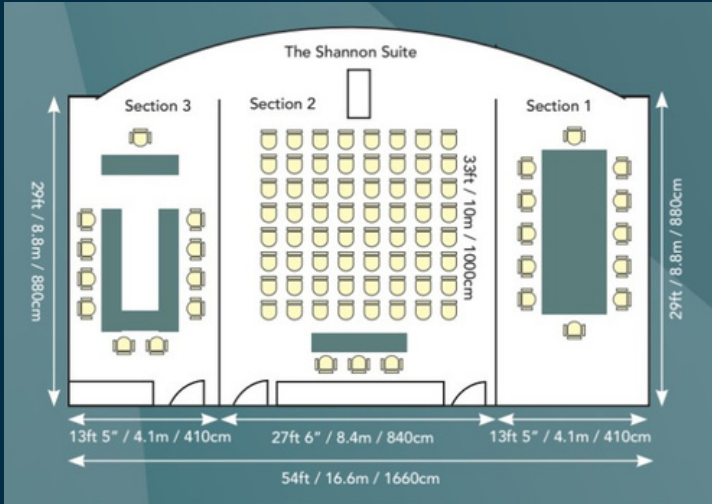 The Shannon Suite
Section 3
Section 2
Section 1
29ft / 8.8m / 880cm
33ft / 10m / 1000cm
29ft / 8.8m / 880cm
13ft 5” / 4.1m / 410cm
27ft 6” / 8.4m / 840cm
13ft 5” / 4.1m / 410cm
54ft / 16.6m / 1660cm